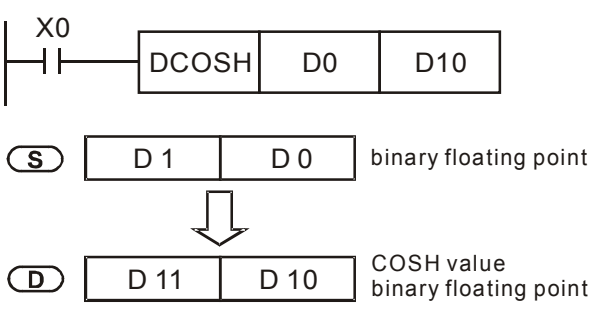 X0
DCOSH D0 D10
S D 1 D 0 binary floating point
D D 11 D 10 COSH value
binary floating point